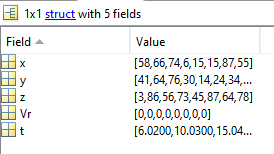 1x1 struct with 5 fields
Field Value
x [58,66,74,6,15,15,87,55]
y [41,64,76,30,14,24,34,...
z [3,86,56,73,45,87,64,78]
Vr [0,0,0,0,0,0,0]
t [6.0200,10.0300,15.04...